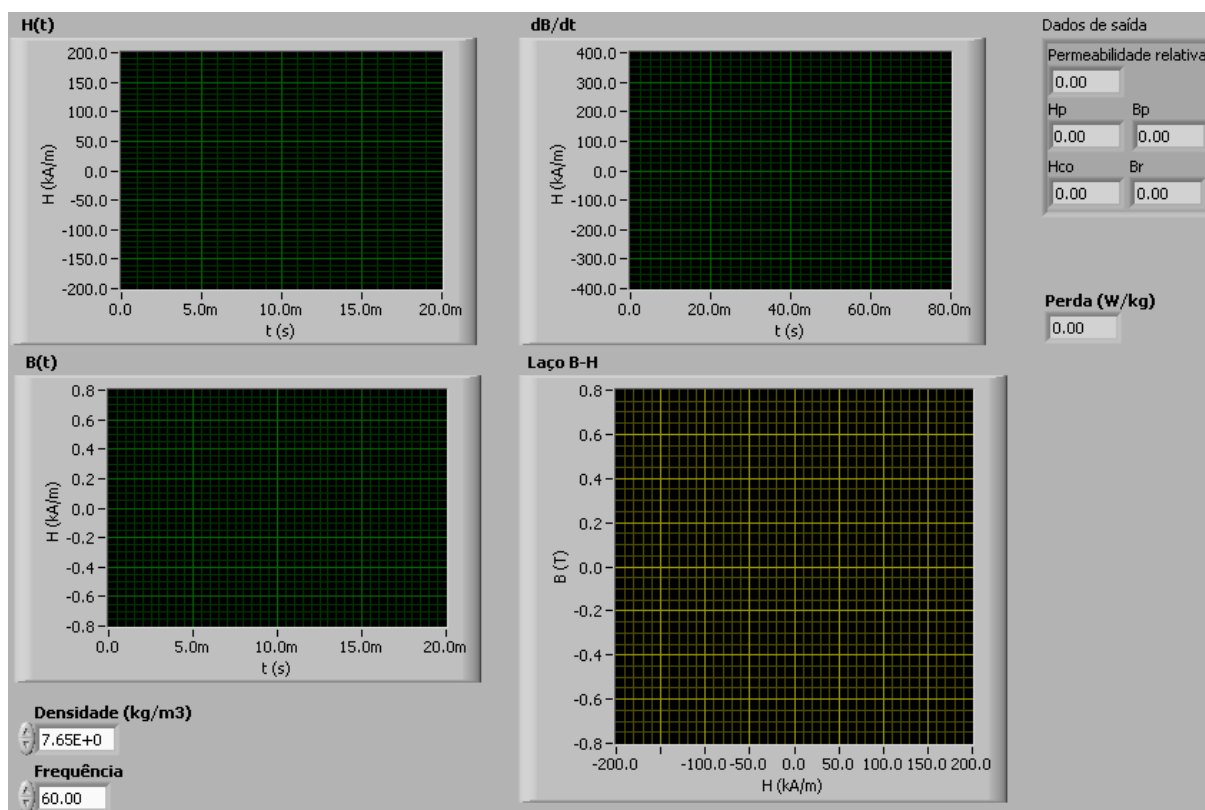 H(t)
200.0
150.0
100.0
50.0
0.0
-50.0
-100.0
-150.0
-200.0
H (kA/m)
0.0 5.0m 10.0m 15.0m 20.0m
t (s)
dB/dt
400.0
300.0
200.0
100.0
0.0
-100.0
-200.0
-300.0
-400.0
H (kA/m)
0.0 20.0m 40.0m 60.0m 80.0m
t (s)
Dados de saída
Permeabilidade relativa
0.00
Hp Bp
0.00 0.00
Hco Br
0.00 0.00
Perda (W/kg)
0.00
B(t)
0.8
0.6
0.4
0.2
0.0
-0.2
-0.4
-0.6
-0.8
H (kA/m)
0.0 5.0m 10.0m 15.0m 20.0m
t (s)
Laço B-H
0.8
0.6
0.4
0.2
0.0
-0.2
-0.4
-0.6
-0.8
B (T)
-200.0 -100.0 -50.0 0.0 50.0 100.0 150.0 200.0
H (kA/m)
Densidade (kg/m3)
7.65E+0
Frequência
60.00